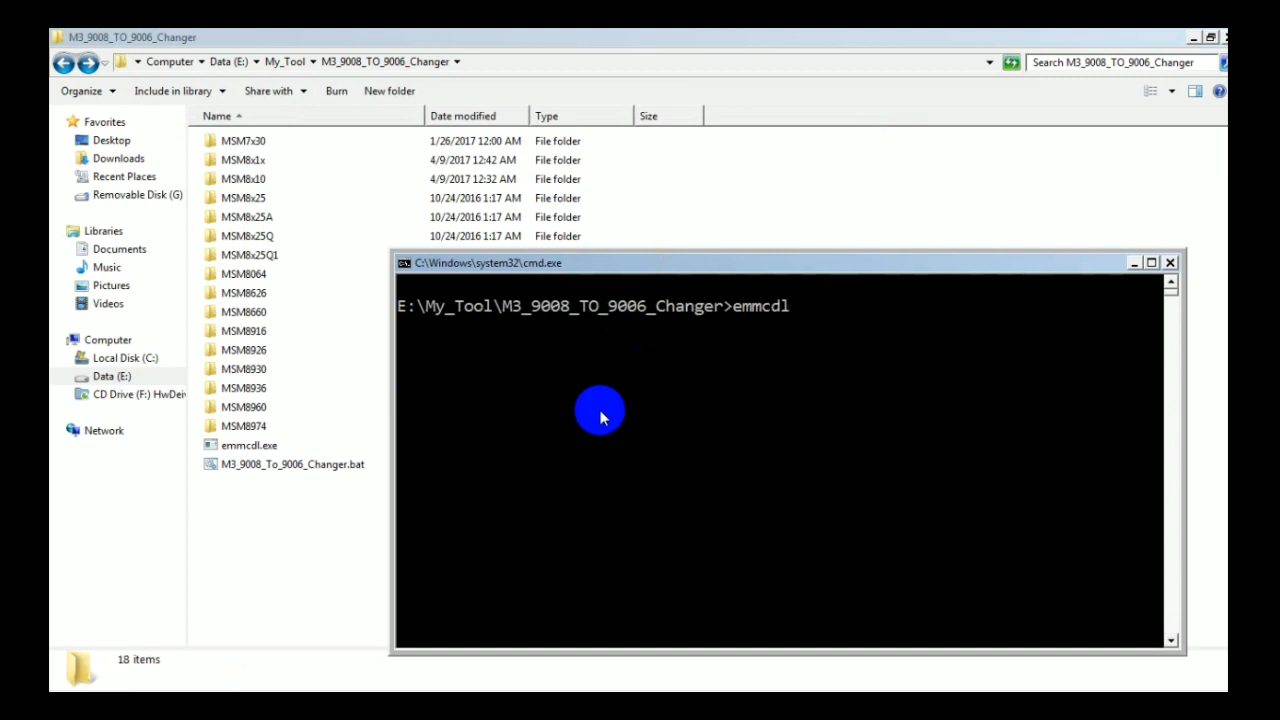 M3_9008_TO_9006_Changer
Computer Data (E:) My_Tool M3_9008_TO_9006_Changer
Search M3_9008_TO_9006_Changer
Organize Include in library Share with Burn New folder
Name Date modified Type Size
Favorites
Desktop
Downloads
Recent Places
Removable Disk (G)
Libraries
Documents
Music
Pictures
Videos
Computer
Local Disk (C:)
Data (E:)
CD Drive (F:) HwDei
Network
MSM7x30 1/26/2017 12:00 AM File folder
MSM8x1x 4/9/2017 12:42 AM File folder
MSM8x10 4/9/2017 12:32 AM File folder
MSM8x25 10/24/2016 1:17 AM File folder
MSM8x25A 10/24/2016 1:17 AM File folder
MSM8x25Q 10/24/2016 1:17 AM File folder
MSM8x25Q1
MSM8064
MSM8626
MSM8660
MSM8916
MSM8926
MSM8930
MSM8936
MSM8960
MSM8974
emmcdl.exe
M3_9008_To_9006_Changer.bat
C:\Windows\system32\cmd.exe
E:\My_Tool\M3_9008_TO_9006_Changer>emmcdl
18 items